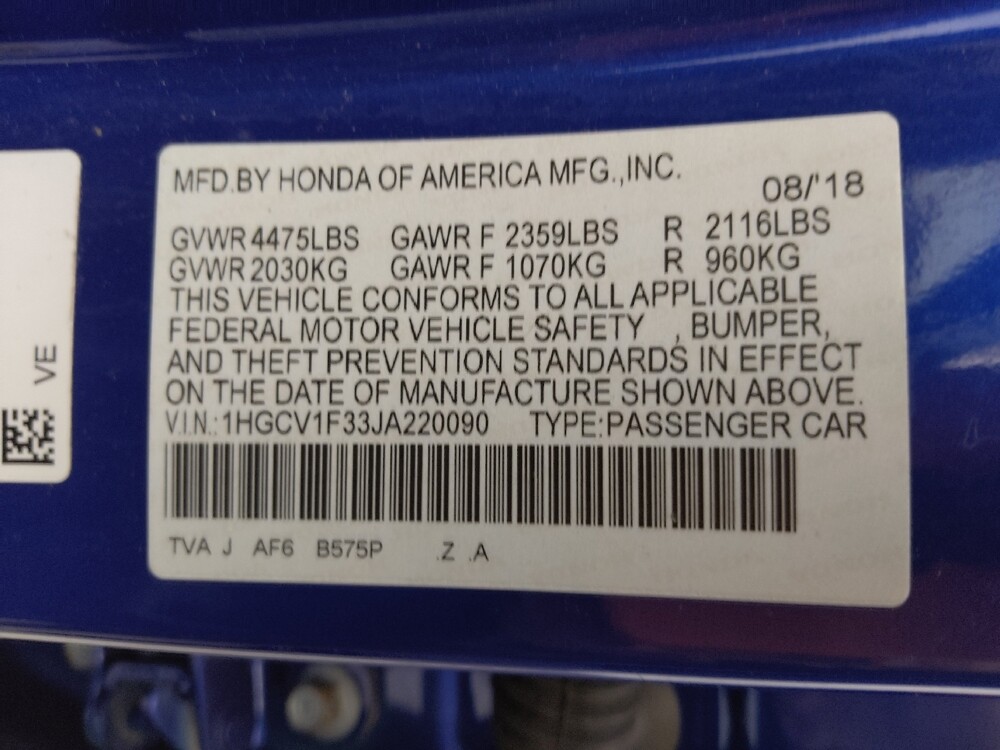 MFD.BY HONDA OF AMERICA MFG.,INC.
08/'18
GVWR 4475LBS GAWR F 2359LBS R 2116LBS
GVWR 2030KG GAWR F 1070KG R 960KG
THIS VEHICLE CONFORMS TO ALL APPLICABLE
FEDERAL MOTOR VEHICLE SAFETY , BUMPER,
AND THEFT PREVENTION STANDARDS IN EFFECT
ON THE DATE OF MANUFACTURE SHOWN ABOVE.
V.I.N.:1HGCV1F33JA220090 TYPE:PASSENGER CAR
TVA J AF6 B575P .Z .A
VE